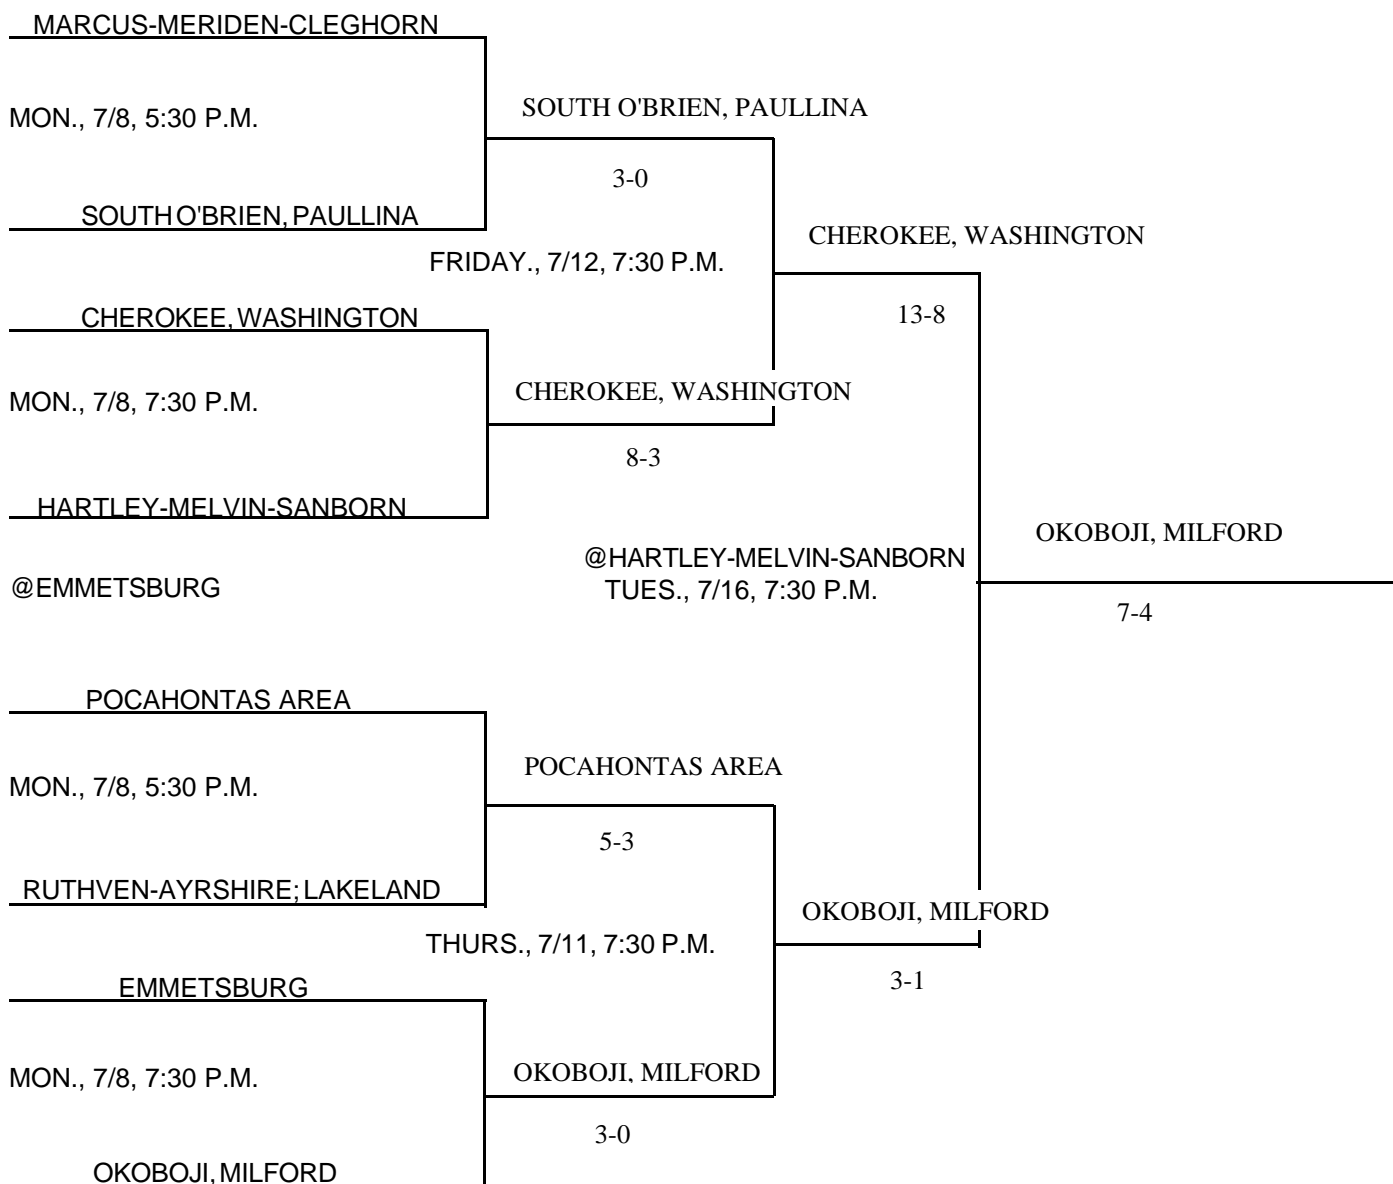 MARCUS-MERIDEN-CLEGHORN
MON., 7/8, 5:30 P.M.
SOUTH O'BRIEN, PAULLINA
3-0
SOUTH O'BRIEN, PAULLINA
CHEROKEE, WASHINGTON
FRIDAY., 7/12, 7:30 P.M.
CHEROKEE, WASHINGTON
13-8
MON., 7/8, 7:30 P.M.
CHEROKEE, WASHINGTON
8-3
HARTLEY-MELVIN-SANBORN
OKOBOJI, MILFORD
@EMMETSBURG
@HARTLEY-MELVIN-SANBORN
TUES., 7/16, 7:30 P.M.
7-4
POCAHONTAS AREA
MON., 7/8, 5:30 P.M.
POCAHONTAS AREA
5-3
RUTHVEN-AYRSHIRE; LAKELAND
OKOBOJI, MILFORD
THURS., 7/11, 7:30 P.M.
3-1
EMMETSBURG
MON., 7/8, 7:30 P.M.
OKOBOJI, MILFORD
3-0
OKOBOJI, MILFORD